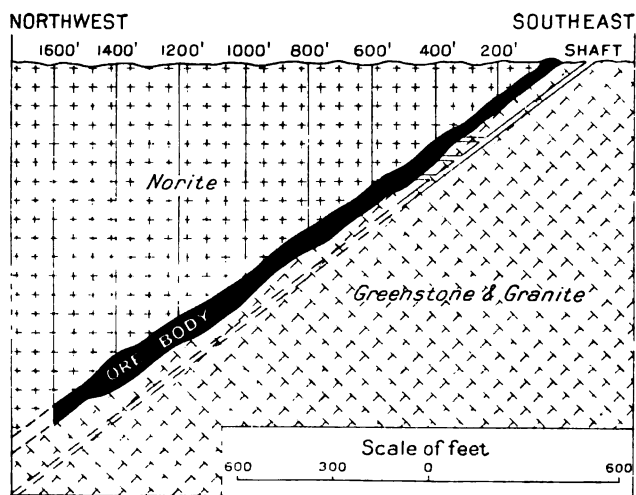 NORTHWEST SOUTHEAST
1600' 1400' 1200' 1000' 800' 600' 400' 200' SHAFT
Norite
Greenstone & Granite
ORE BODY
Scale of feet
600 300 0 600